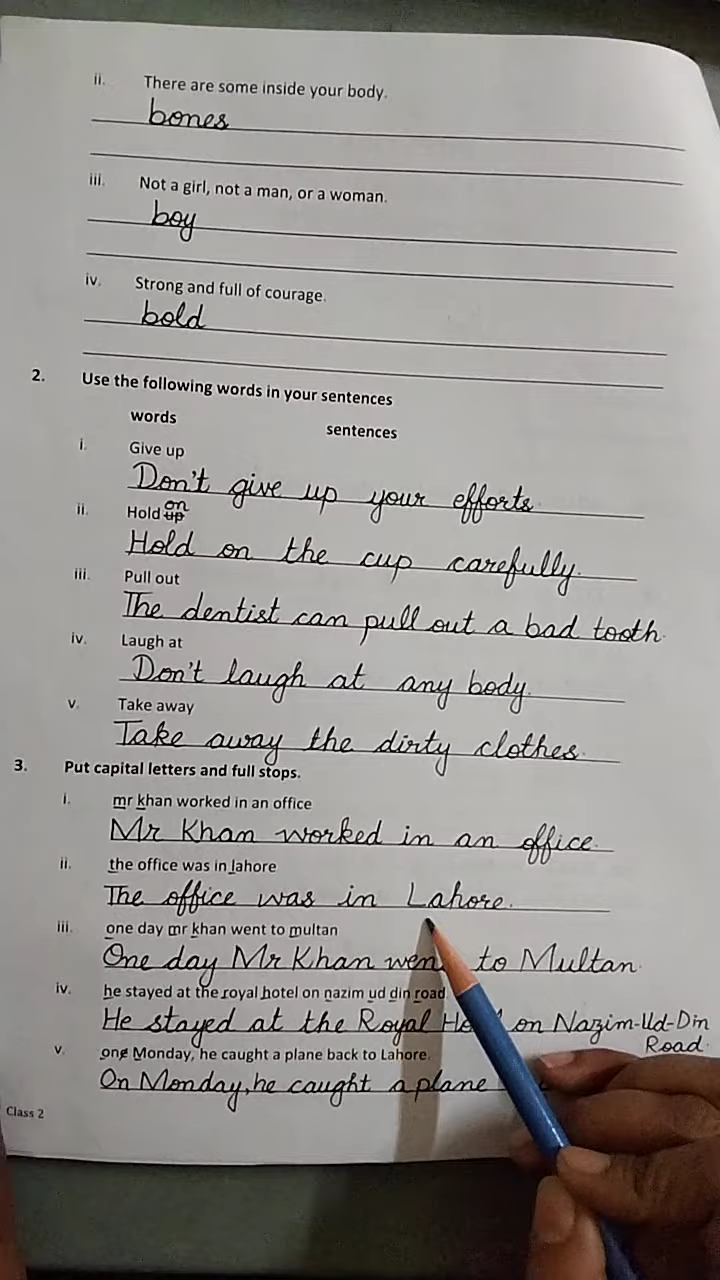 ii. There are some inside your body.
bones
iii. Not a girl, not a man, or a woman.
boy
iv. Strong and full of courage.
bold
2. Use the following words in your sentences
words sentences
i. Give up
Don't give up your efforts.
ii. Hold up on
Hold on the cup carefully.
iii. Pull out
The dentist can pull out a bad tooth.
iv. Laugh at
Don't laugh at any body.
v. Take away
Take away the dirty clothes.
3. Put capital letters and full stops.
i. mr khan worked in an office
Mr Khan worked in an office.
ii. the office was in lahore
The office was in Lahore.
iii. one day mr khan went to multan
One day Mr Khan went to Multan.
iv. he stayed at the royal hotel on nazim ud din road
He stayed at the Royal on Nazim-Ud-Din
Road.
v. one Monday, he caught a plane back to Lahore.
On Monday, he caught a plane
Class 2